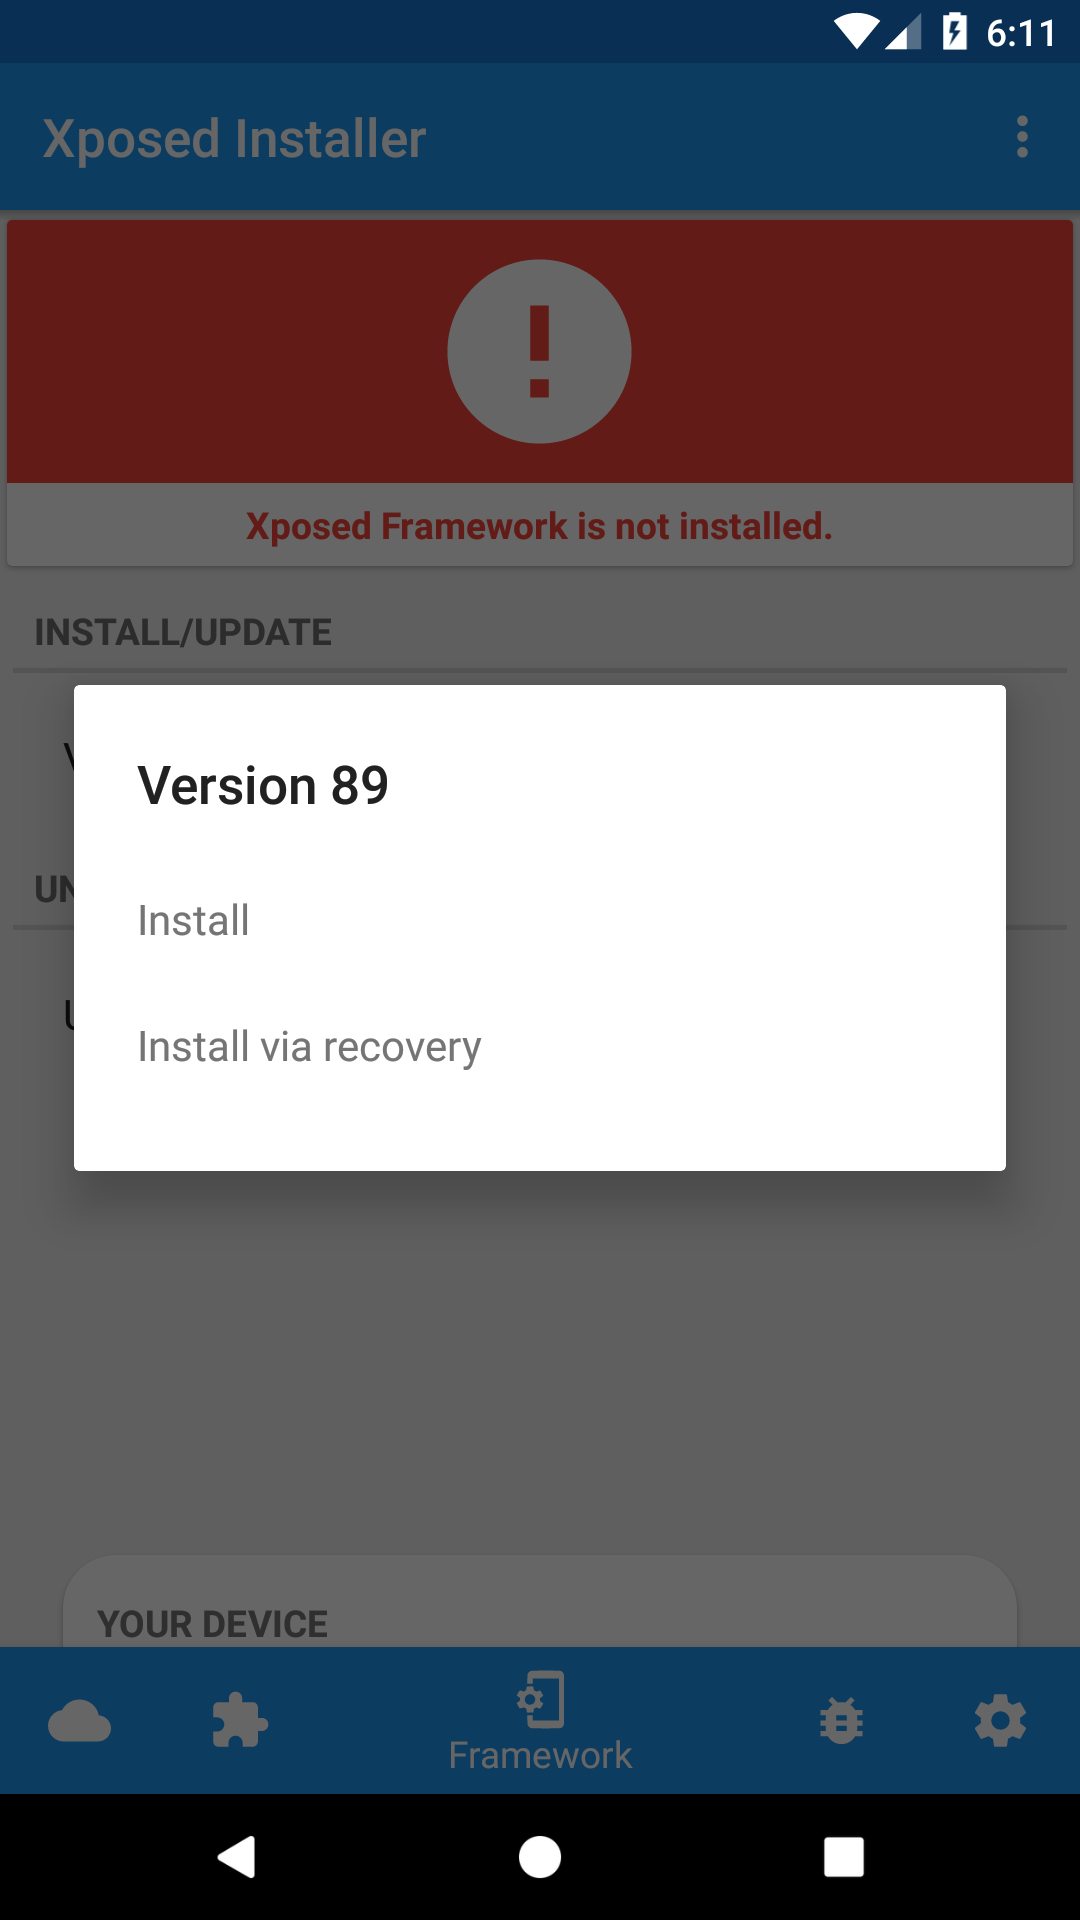 6:11
Xposed Installer
Xposed Framework is not installed.
INSTALL/UPDATE
Version 89
Install
Install via recovery
YOUR DEVICE
Framework